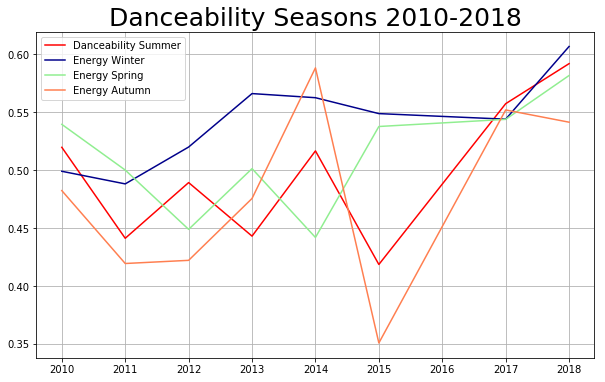 Danceability Seasons 2010-2018
Danceability Summer
Energy Winter
Energy Spring
Energy Autumn
0.60
0.55
0.50
0.45
0.40
0.35
2010 2011 2012 2013 2014 2015 2016 2017 2018